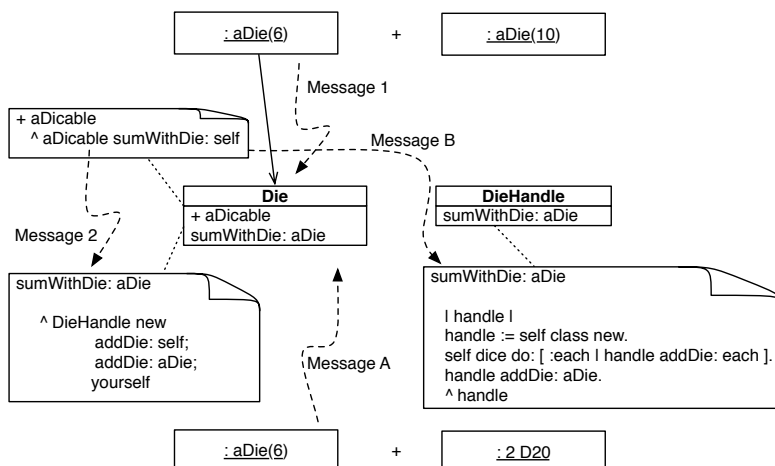 : aDie(6)
+
: aDie(10)
Message 1
+ aDicable
^ aDicable sumWithDie: self
Message B
Die
+ aDicable
sumWithDie: aDie
DieHandle
sumWithDie: aDie
Message 2
sumWithDie: aDie
^ DieHandle new
addDie: self;
addDie: aDie;
yourself
sumWithDie: aDie
| handle |
handle := self class new.
self dice do: [ :each | handle addDie: each ].
handle addDie: aDie.
^ handle
Message A
: aDie(6)
+
: 2 D20